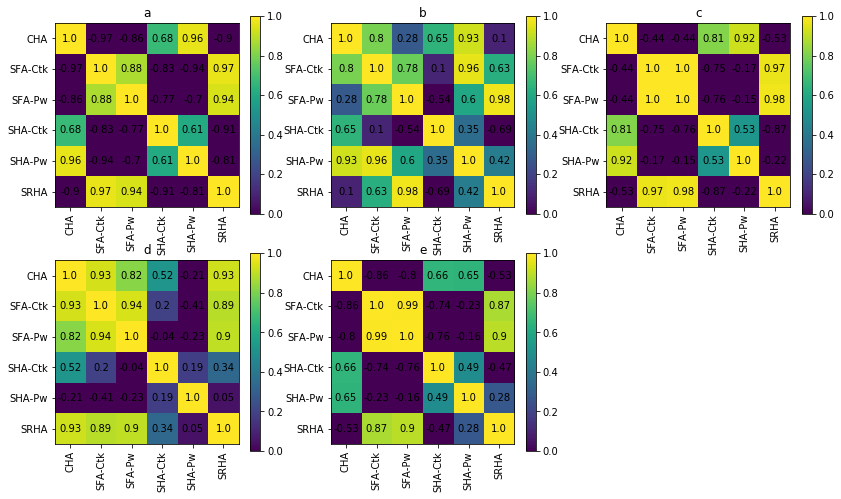 a
CHA 1.0 -0.97 -0.86 0.68 0.96 -0.9
SFA-Ctk -0.97 1.0 0.88 -0.83 -0.94 0.97
SFA-Pw -0.86 0.88 1.0 -0.77 -0.7 0.94
SHA-Ctk 0.68 -0.83 -0.77 1.0 0.61 -0.91
SHA-Pw 0.96 -0.94 -0.7 0.61 1.0 -0.81
SRHA -0.9 0.97 0.94 -0.91 -0.81 1.0
CHA SFA-Ctk SFA-Pw SHA-Ctk SHA-Pw SRHA
1.0
0.8
0.6
0.4
0.2
0.0
b
CHA 1.0 0.8 0.28 0.65 0.93 0.1
SFA-Ctk 0.8 1.0 0.78 0.1 0.96 0.63
SFA-Pw 0.28 0.78 1.0 -0.54 0.6 0.98
SHA-Ctk 0.65 0.1 -0.54 1.0 0.35 -0.69
SHA-Pw 0.93 0.96 0.6 0.35 1.0 0.42
SRHA 0.1 0.63 0.98 -0.69 0.42 1.0
CHA SFA-Ctk SFA-Pw SHA-Ctk SHA-Pw SRHA
1.0
0.8
0.6
0.4
0.2
0.0
c
CHA 1.0 -0.44 -0.44 0.81 0.92 -0.53
SFA-Ctk -0.44 1.0 1.0 -0.75 -0.17 0.97
SFA-Pw -0.44 1.0 1.0 -0.76 -0.15 0.98
SHA-Ctk 0.81 -0.75 -0.76 1.0 0.53 -0.87
SHA-Pw 0.92 -0.17 -0.15 0.53 1.0 -0.22
SRHA -0.53 0.97 0.98 -0.87 -0.22 1.0
CHA SFA-Ctk SFA-Pw SHA-Ctk SHA-Pw SRHA
1.0
0.8
0.6
0.4
0.2
0.0
d
CHA 1.0 0.93 0.82 0.52 -0.21 0.93
SFA-Ctk 0.93 1.0 0.94 0.2 -0.41 0.89
SFA-Pw 0.82 0.94 1.0 -0.04 -0.23 0.9
SHA-Ctk 0.52 0.2 -0.04 1.0 0.19 0.34
SHA-Pw -0.21 -0.41 -0.23 0.19 1.0 0.05
SRHA 0.93 0.89 0.9 0.34 0.05 1.0
CHA SFA-Ctk SFA-Pw SHA-Ctk SHA-Pw SRHA
1.0
0.8
0.6
0.4
0.2
0.0
e
CHA 1.0 -0.86 -0.8 0.66 0.65 -0.53
SFA-Ctk -0.86 1.0 0.99 -0.74 -0.23 0.87
SFA-Pw -0.8 0.99 1.0 -0.76 -0.16 0.9
SHA-Ctk 0.66 -0.74 -0.76 1.0 0.49 -0.47
SHA-Pw 0.65 -0.23 -0.16 0.49 1.0 0.28
SRHA -0.53 0.87 0.9 -0.47 0.28 1.0
CHA SFA-Ctk SFA-Pw SHA-Ctk SHA-Pw SRHA
1.0
0.8
0.6
0.4
0.2
0.0